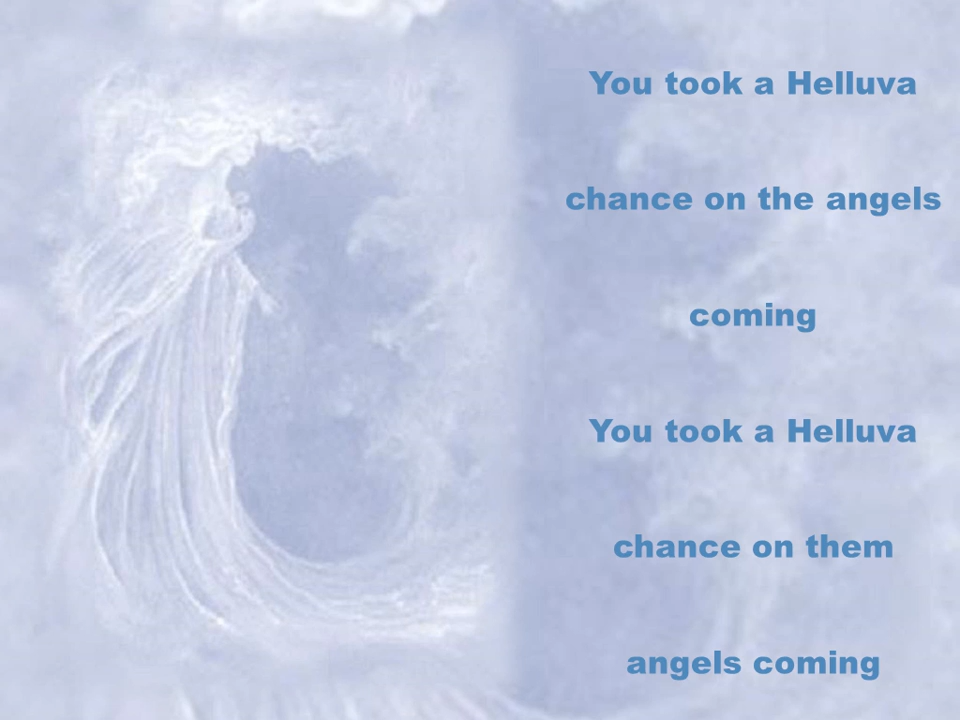 You took a Helluva
chance on the angels
coming
You took a Helluva
chance on them
angels coming